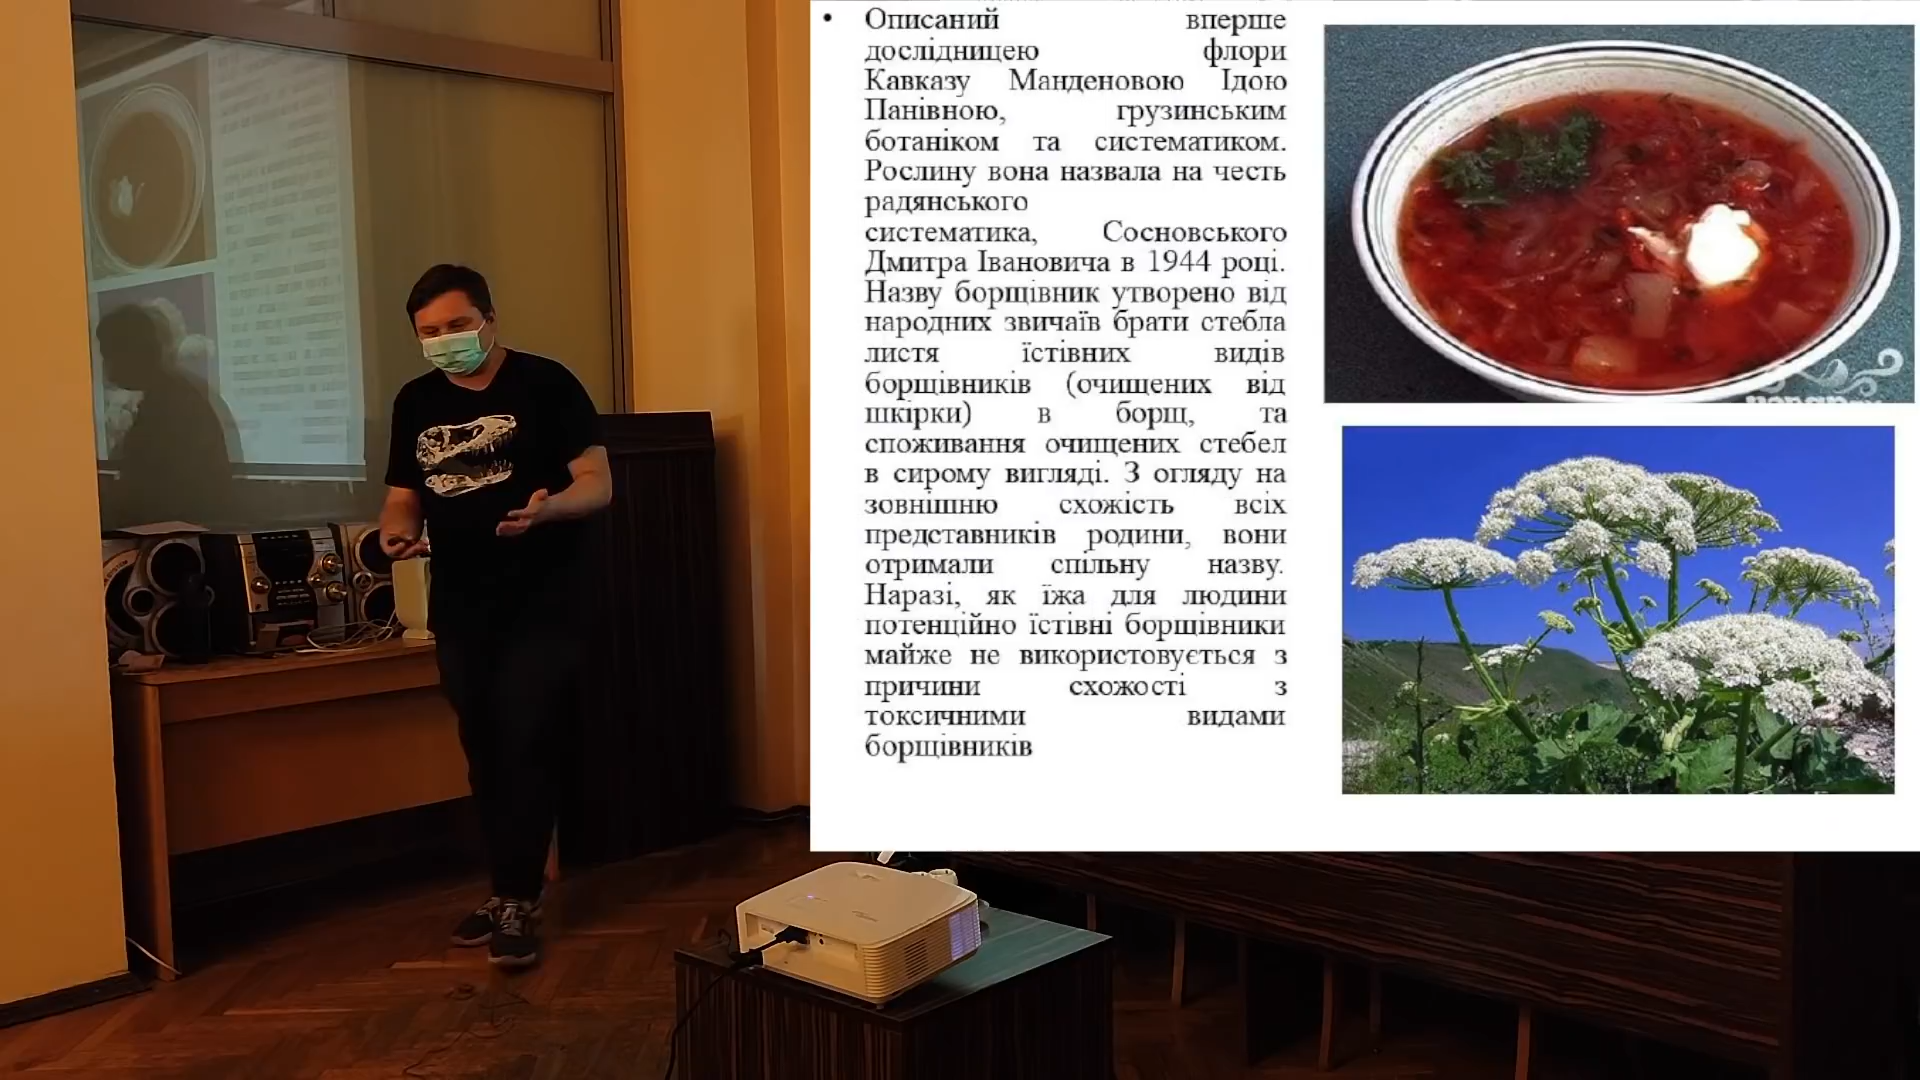 • Описаний вперше
дослідницею флори
Кавказу Манденовою Ідою
Панівною, грузинським
ботаніком та систематиком.
Рослину вона назвала на честь
радянського
систематика, Сосновського
Дмитра Івановича в 1944 році.
Назву борщівник утворено від
народних звичаїв брати стебла
листя їстівних видів
борщівників (очищених від
шкірки) в борщ, та
споживання очищених стебел
в сирому вигляді. З огляду на
зовнішню схожість всіх
представників родини, вони
отримали спільну назву.
Наразі, як їжа для людини
потенційно їстівні борщівники
майже не використовується з
причини схожості з
токсичними видами
борщівників